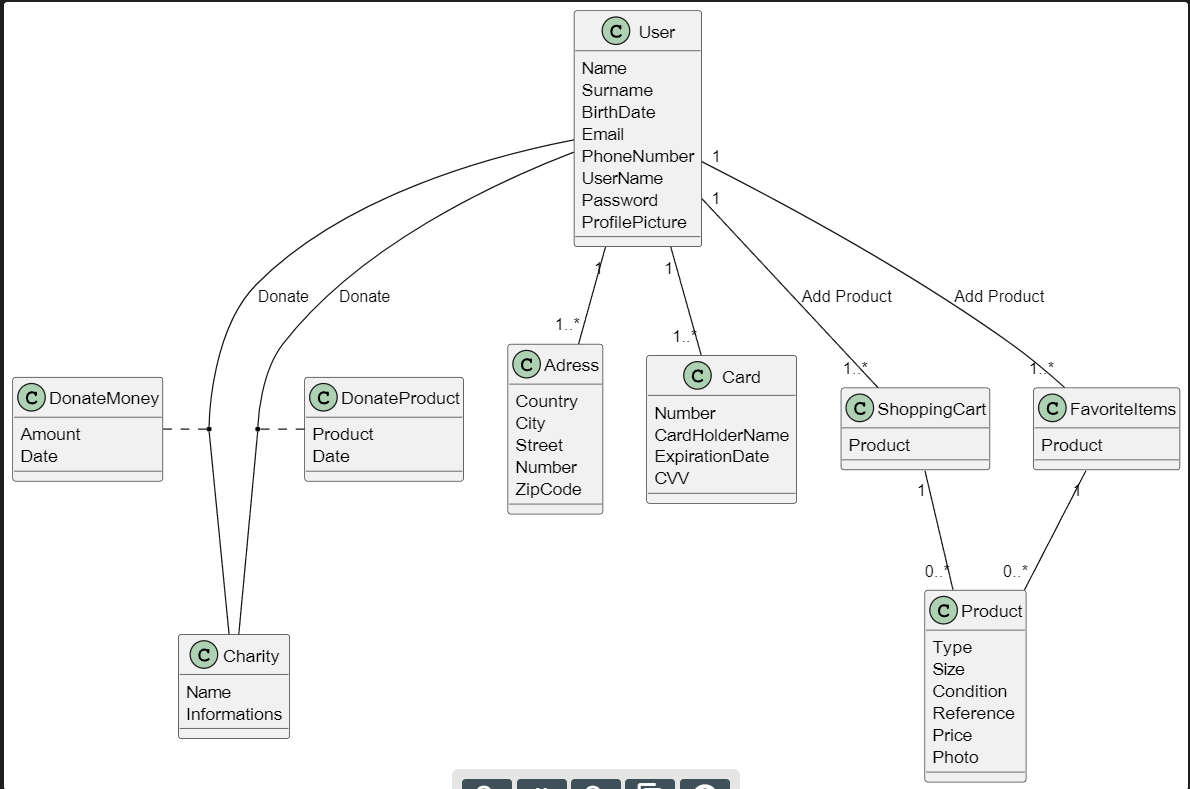 C User
Name
Surname
BirthDate
Email
PhoneNumber
UserName
Password
ProfilePicture
1
1
1
1
Donate
Donate
Add Product
Add Product
1..*
1..*
1..*
1..*
C DonateMoney
Amount
Date
C DonateProduct
Product
Date
C Adress
Country
City
Street
Number
ZipCode
C Card
Number
CardHolderName
ExpirationDate
CVV
C ShoppingCart
Product
C FavoriteItems
Product
1
1
0..*
0..*
C Charity
Name
Informations
C Product
Type
Size
Condition
Reference
Price
Photo